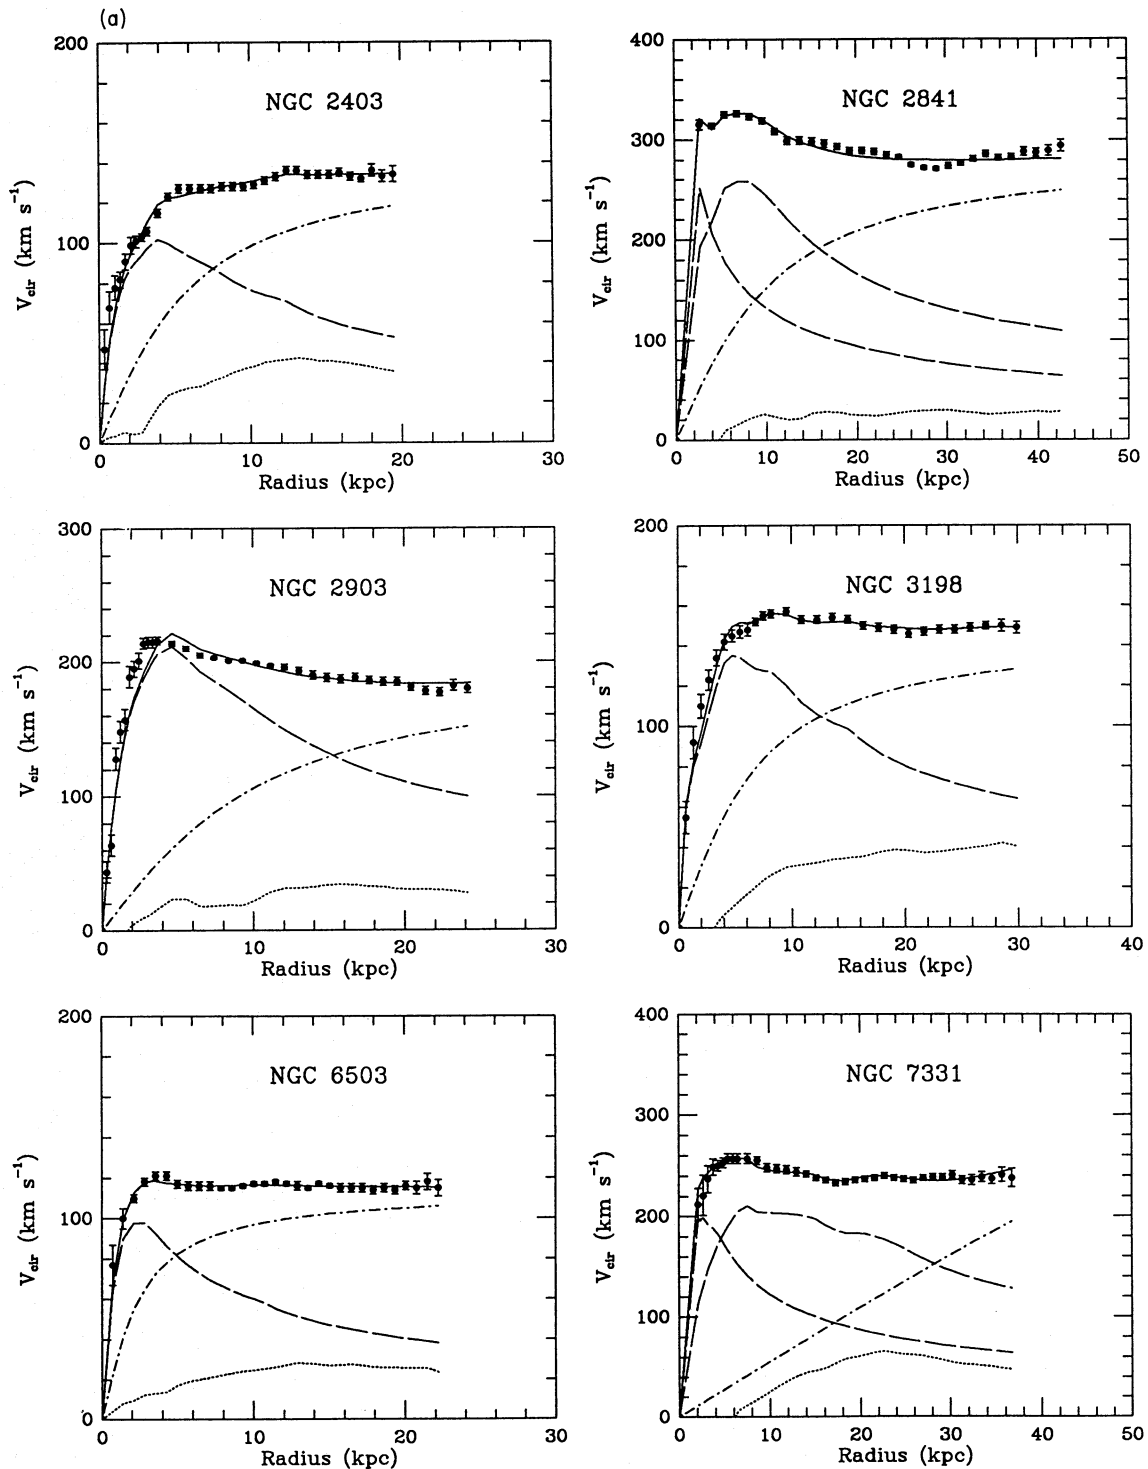 (a)
200
100
0
NGC 2403
V_cir (km s⁻¹)
0 10 20 30
Radius (kpc)
400
300
200
100
0
NGC 2841
V_cir (km s⁻¹)
0 10 20 30 40 50
Radius (kpc)
300
200
100
0
NGC 2903
V_cir (km s⁻¹)
0 10 20 30
Radius (kpc)
200
100
0
NGC 3198
V_cir (km s⁻¹)
0 10 20 30 40
Radius (kpc)
200
100
0
NGC 6503
V_cir (km s⁻¹)
0 10 20 30
Radius (kpc)
400
300
200
100
0
NGC 7331
V_cir (km s⁻¹)
0 10 20 30 40 50
Radius (kpc)